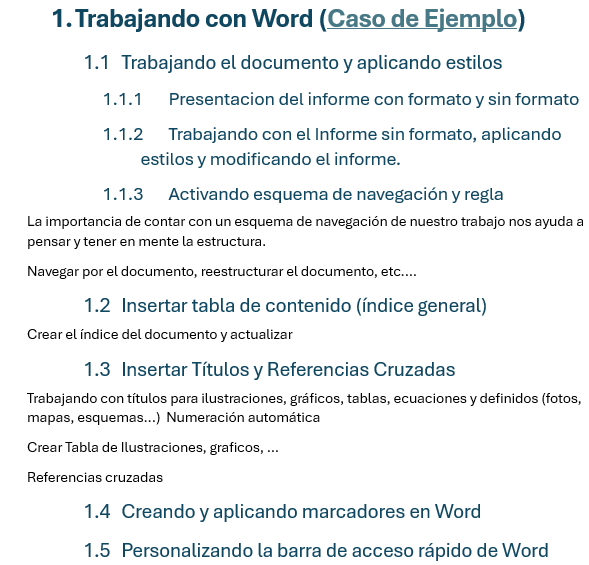 1. Trabajando con Word (Caso de Ejemplo)
1.1 Trabajando el documento y aplicando estilos
1.1.1 Presentacion del informe con formato y sin formato
1.1.2 Trabajando con el Informe sin formato, aplicando
estilos y modificando el informe.
1.1.3 Activando esquema de navegación y regla
La importancia de contar con un esquema de navegación de nuestro trabajo nos ayuda a
pensar y tener en mente la estructura.
Navegar por el documento, reestructurar el documento, etc....
1.2 Insertar tabla de contenido (índice general)
Crear el índice del documento y actualizar
1.3 Insertar Títulos y Referencias Cruzadas
Trabajando con títulos para ilustraciones, gráficos, tablas, ecuaciones y definidos (fotos,
mapas, esquemas...) Numeración automática
Crear Tabla de Ilustraciones, graficos, ...
Referencias cruzadas
1.4 Creando y aplicando marcadores en Word
1.5 Personalizando la barra de acceso rápido de Word